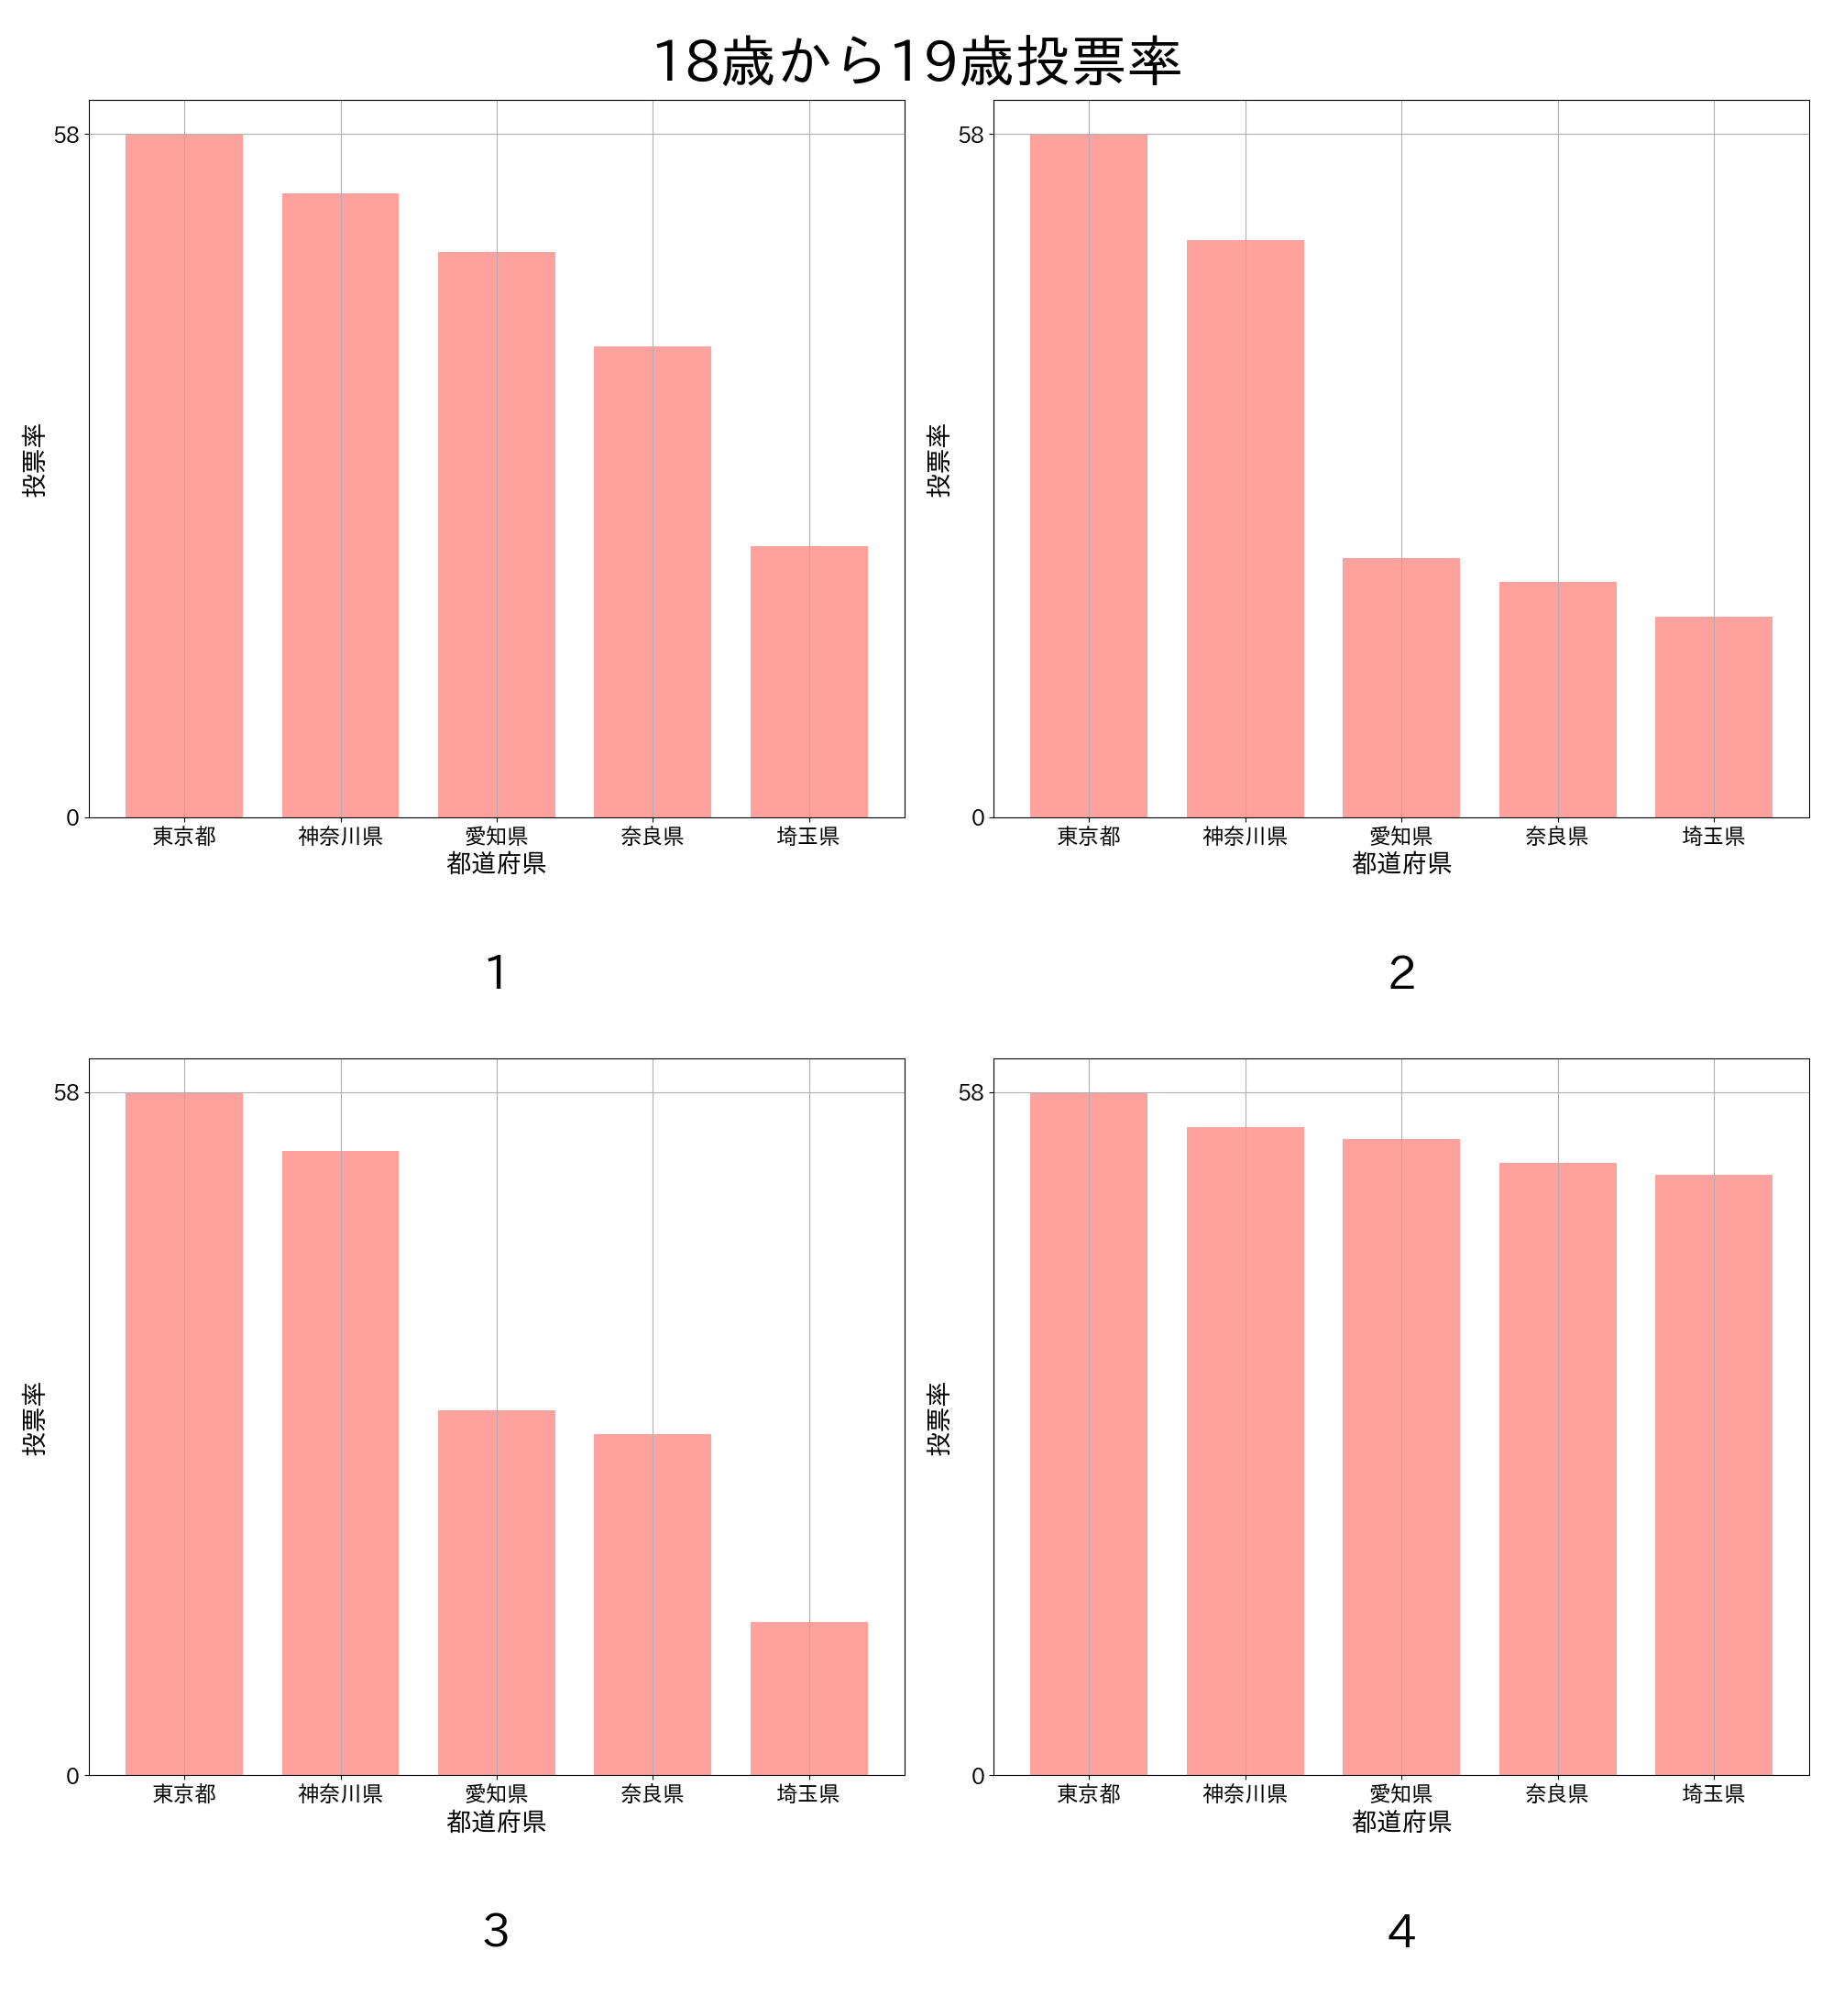 18歳から19歳投票率
58
0
投票率
東京都 神奈川県 愛知県 奈良県 埼玉県
都道府県
1
58
0
投票率
東京都 神奈川県 愛知県 奈良県 埼玉県
都道府県
2
58
0
投票率
東京都 神奈川県 愛知県 奈良県 埼玉県
都道府県
3
58
0
投票率
東京都 神奈川県 愛知県 奈良県 埼玉県
都道府県
4